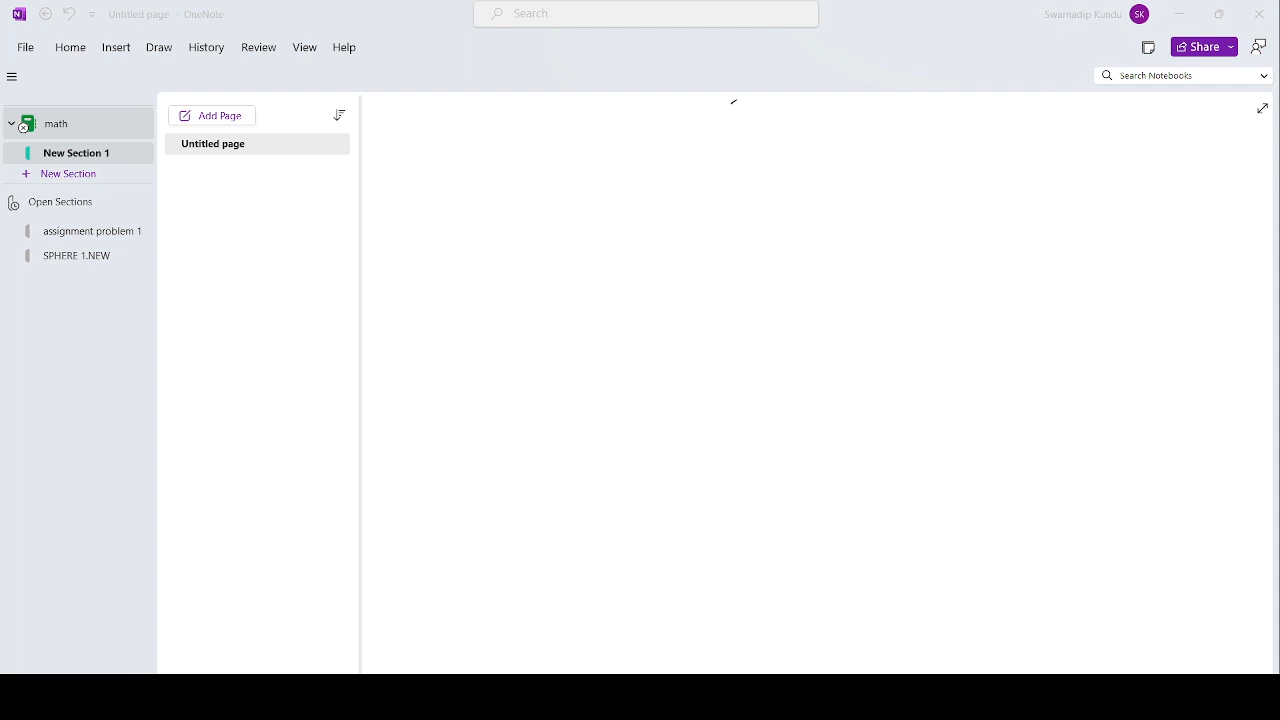 Untitled page - OneNote
Search
Swarnadip Kundu
SK
File Home Insert Draw History Review View Help
Share
Search Notebooks
math
New Section 1
New Section
Open Sections
assignment problem 1
SPHERE 1.NEW
Add Page
Untitled page